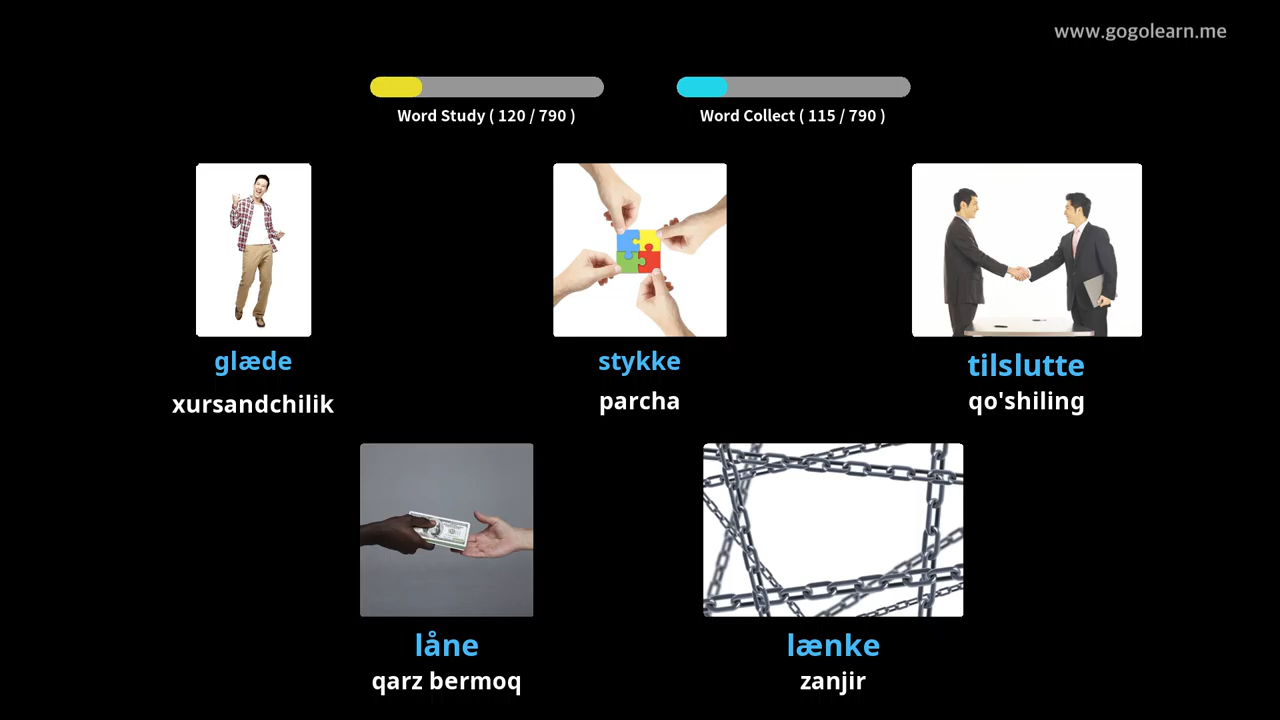 www.gogolearn.me
Word Study ( 120 / 790 )
Word Collect ( 115 / 790 )
glæde
stykke
tilslutte
xursandchilik
parcha
qo'shiling
låne
lænke
qarz bermoq
zanjir